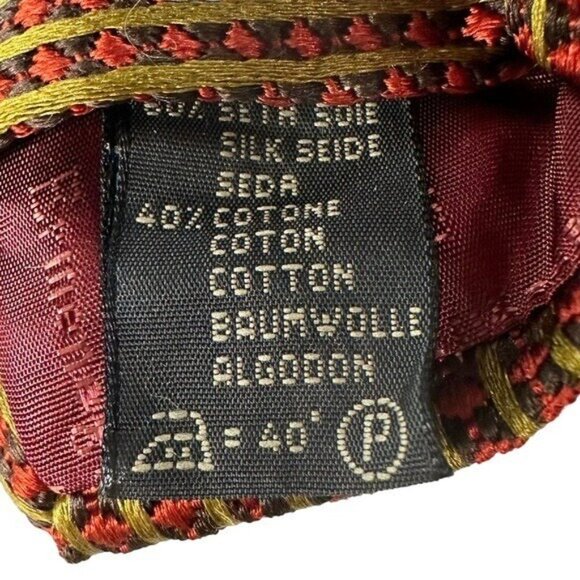 SETA SOIE
SILK SEIDE
SEDA
40% COTONE
COTON
COTTON
BAUMWOLLE
ALGODON
= 40° P